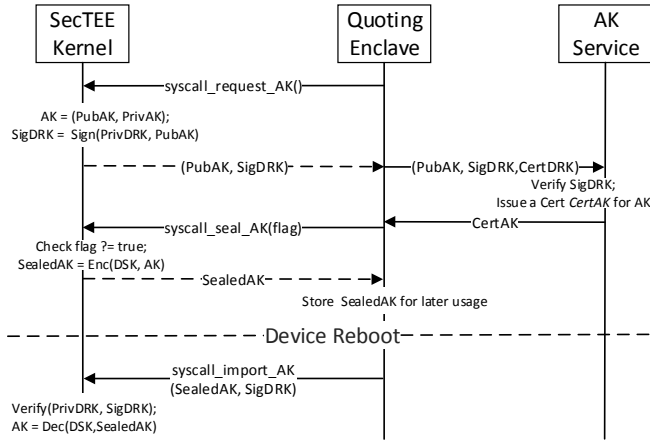 SecTEE
Kernel
Quoting
Enclave
AK
Service
syscall_request_AK()
AK = (PubAK, PrivAK);
SigDRK = Sign(PrivDRK, PubAK)
(PubAK, SigDRK)
(PubAK, SigDRK,CertDRK)
Verify SigDRK;
Issue a Cert CertAK for AK
CertAK
syscall_seal_AK(flag)
Check flag ?= true;
SealedAK = Enc(DSK, AK)
SealedAK
Store SealedAK for later usage
Device Reboot
syscall_import_AK
(SealedAK, SigDRK)
Verify(PrivDRK, SigDRK);
AK = Dec(DSK,SealedAK)